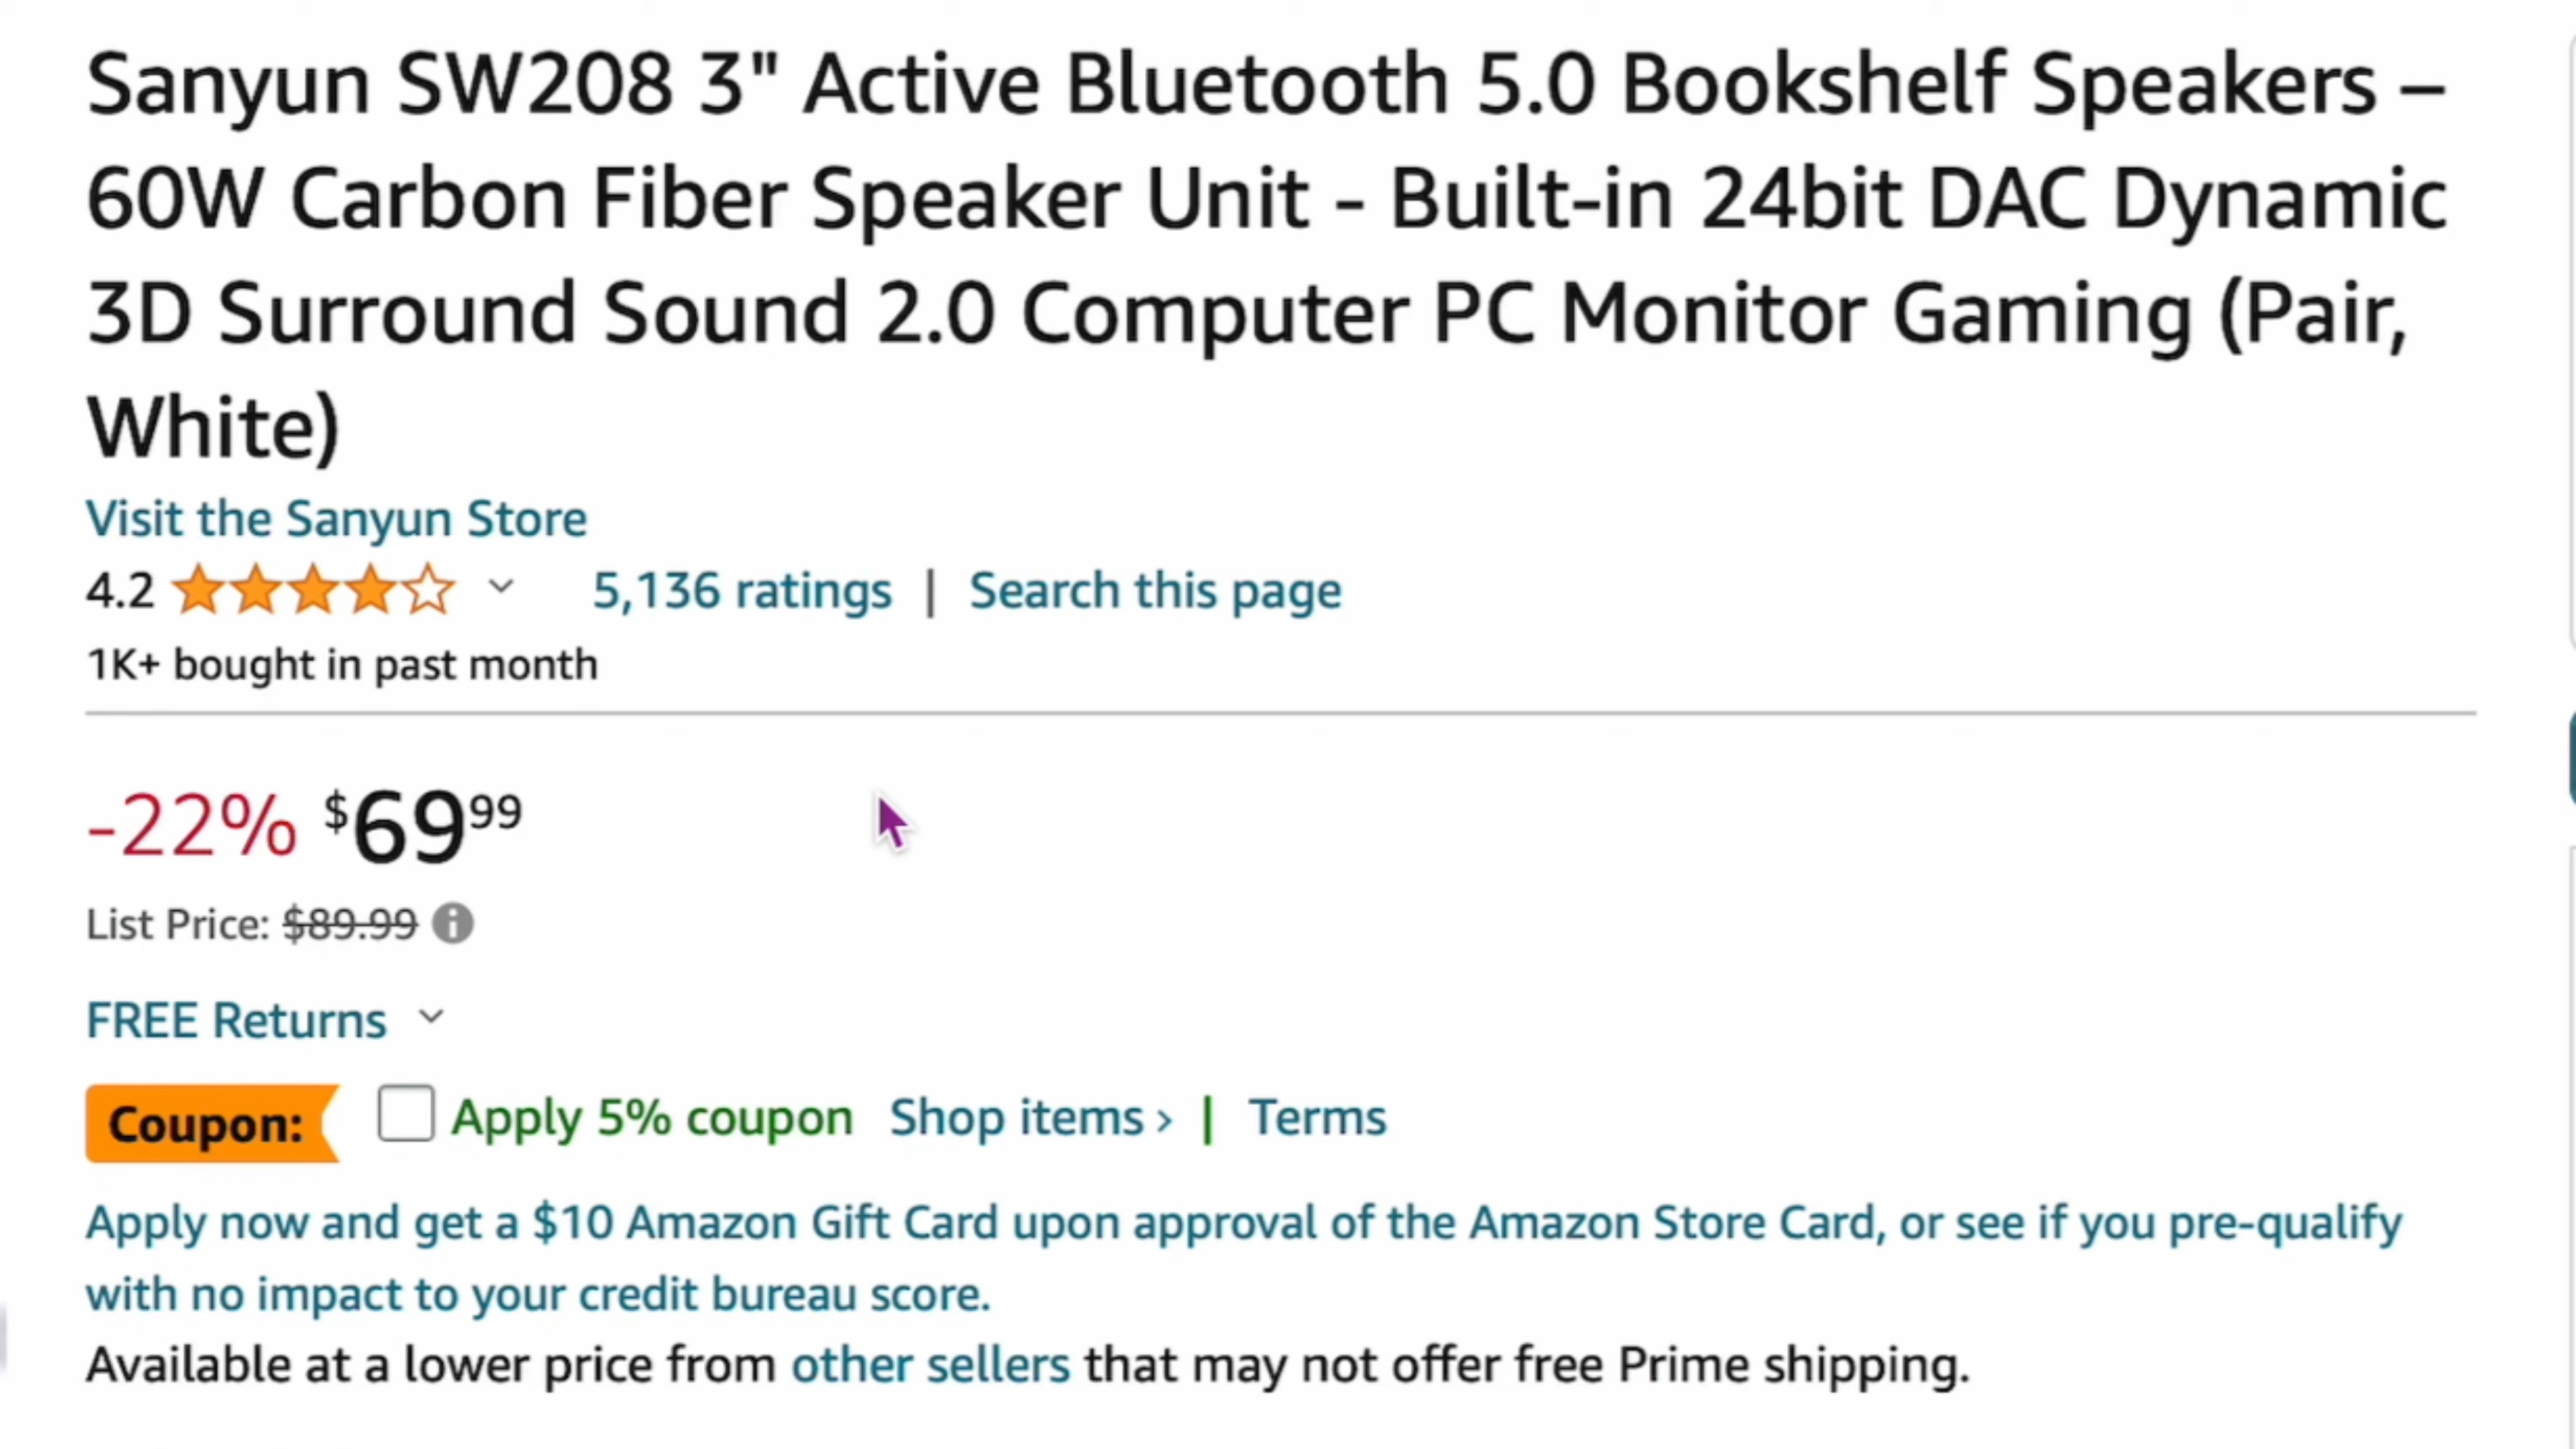 Sanyun SW208 3" Active Bluetooth 5.0 Bookshelf Speakers –
60W Carbon Fiber Speaker Unit - Built-in 24bit DAC Dynamic
3D Surround Sound 2.0 Computer PC Monitor Gaming (Pair,
White)
Visit the Sanyun Store
4.2 5,136 ratings | Search this page
1K+ bought in past month
-22% $69.99
List Price: $89.99
FREE Returns
Coupon: Apply 5% coupon Shop items › | Terms
Apply now and get a $10 Amazon Gift Card upon approval of the Amazon Store Card, or see if you pre-qualify
with no impact to your credit bureau score.
Available at a lower price from other sellers that may not offer free Prime shipping.